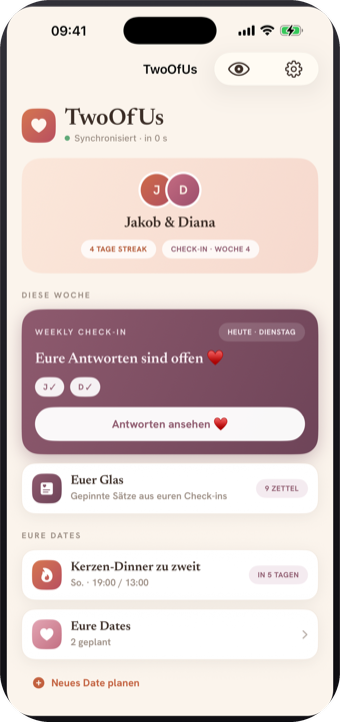 09:41
TwoOfUs
TwoOfUs
Synchronisiert · in 0 s
J D
Jakob & Diana
4 TAGE STREAK CHECK-IN · WOCHE 4
DIESE WOCHE
WEEKLY CHECK-IN HEUTE · DIENSTAG
Eure Antworten sind offen ♥️
J ✓ D ✓
Antworten ansehen ♥️
Euer Glas
Gepinnte Sätze aus euren Check-ins
9 ZETTEL
EURE DATES
Kerzen-Dinner zu zweit
So. · 19:00 / 13:00
IN 5 TAGEN
Eure Dates
2 geplant
Neues Date planen